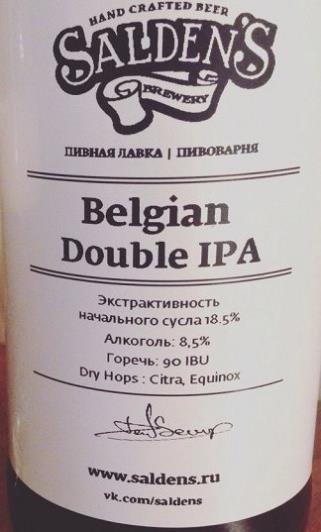 HAND CRAFTED BEER
SALDEN'S
BREWERY
ПИВНАЯ ЛАВКА | ПИВОВАРНЯ
Belgian
Double IPA
Экстрактивность
начального сусла 18.5%
Алкоголь: 8,5%
Горечь: 90 IBU
Dry Hops : Citra, Equinox
www.saldens.ru
vk.com/saldens